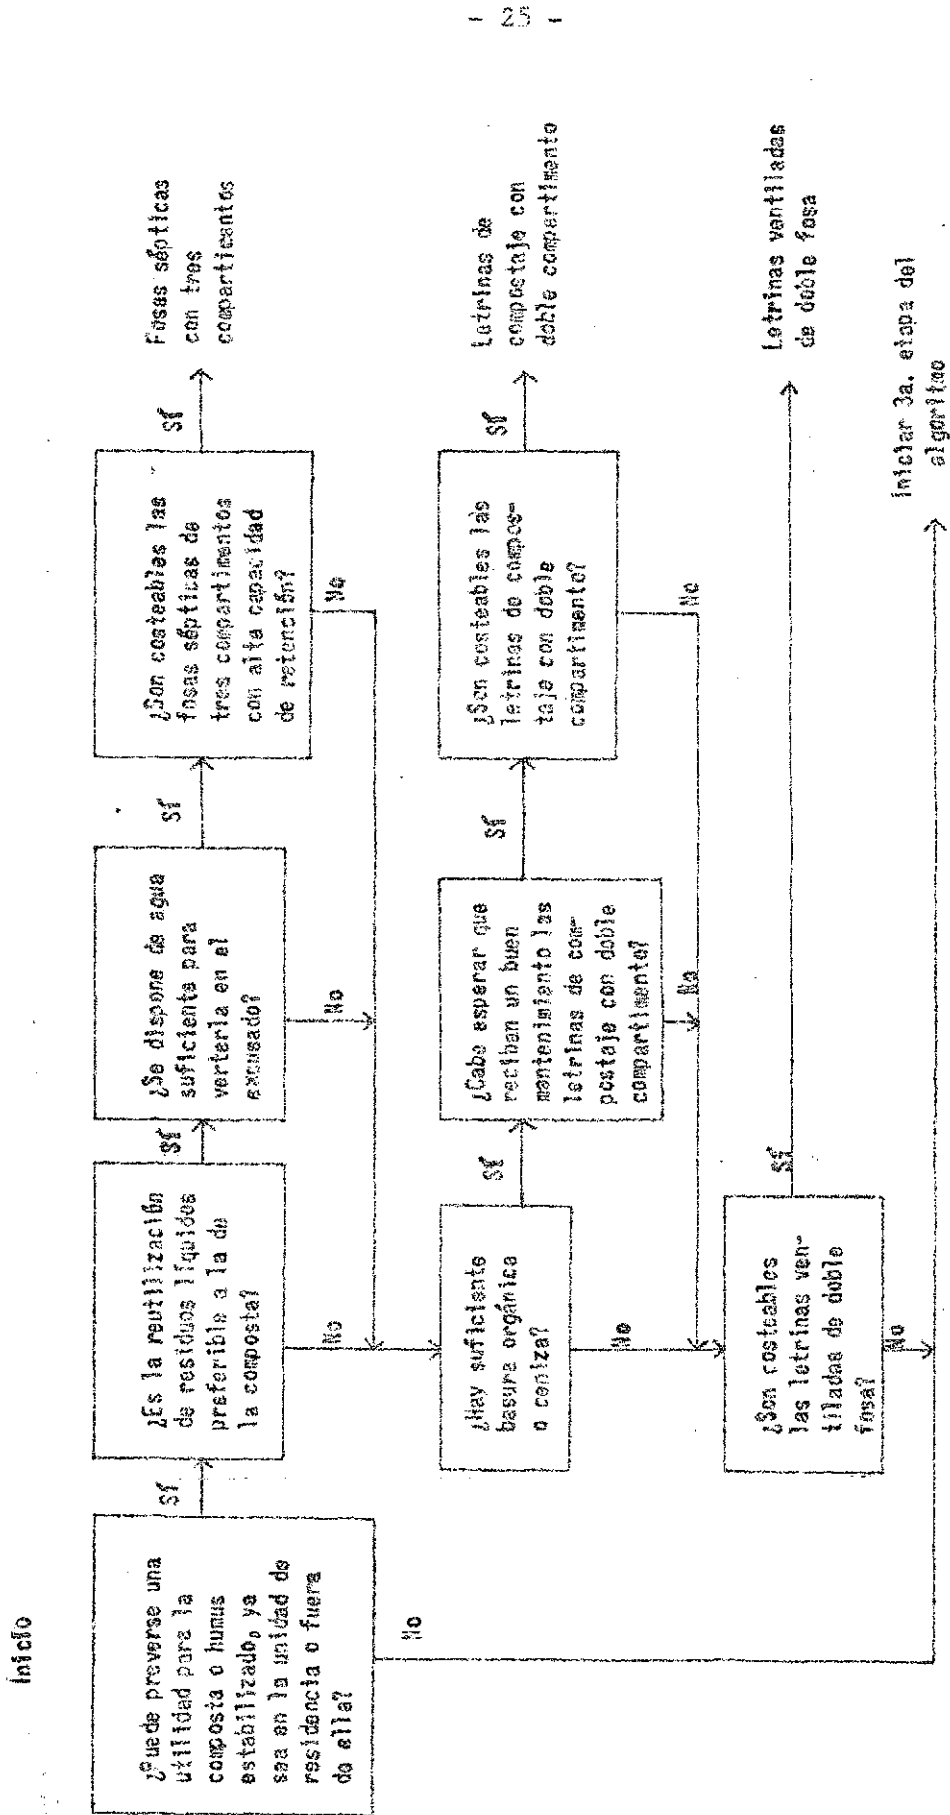 - 25 -
Inicio
¿Puede preverse una
utilidad para la
composta o humus
estabilizado, ya
sea en la unidad de
residencia o fuera
de ella?
Sí
No
¿Es la reutilización
de residuos líquidos
preferible a la de
la composta?
Sí
No
¿Se dispone de agua
suficiente para
verterla en el
excusado?
Sí
No
¿Son costeables las
fosas sépticas de
tres compartimentos
con alta capacidad
de retención?
Sí
No
Fosas sépticas
con tres
comparticentos
¿Hay suficiente
basura orgánica
o ceniza?
Sí
No
¿Cabe esperar que
reciban un buen
mantenimiento las
letrinas de com-
postaje con doble
compartimento?
Sí
No
¿Son costeables las
letrinas de compos-
taje con doble
compartimento?
Sí
No
Letrinas de
compostaje con
doble compartimento
¿Son costeables
las letrinas ven-
tiladas de doble
fosa?
Sí
No
Letrinas ventiladas
de doble fosa
Iniciar 3a. etapa del
algoritmo